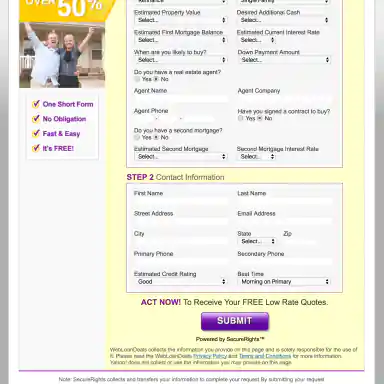 OVER 50%
One Short Form
No Obligation
Fast & Easy
It's FREE!
Refinance Single Family
Estimated Property Value Desired Additional Cash
Select... Select...
Estimated First Mortgage Balance Estimated Current Interest Rate
Select... Select...
When are you likely to buy? Down Payment Amount
Select... Select...
Do you have a real estate agent?
Yes No
Agent Name Agent Company
Agent Phone Have you signed a contract to buy?
- - Yes No
Do you have a second mortgage?
Yes No
Estimated Second Mortgage Second Mortgage Interest Rate
Select... Select...
STEP 2 Contact Information
First Name Last Name
Street Address Email Address
City State Zip
Select...
Primary Phone Secondary Phone
Estimated Credit Rating Best Time
Good Morning on Primary
ACT NOW! To Receive Your FREE Low Rate Quotes.
SUBMIT
Powered by SecureRights™
WebLoanDeals collects the information you provide on this page and is solely responsible for the use
of it. Please read the WebLoanDeals Privacy Policy and Terms and Conditions for more information.
Yahoo! does not collect or use the information you may provide on this page.
Note: SecureRights collects and transfers your information to complete your request. By submitting your request